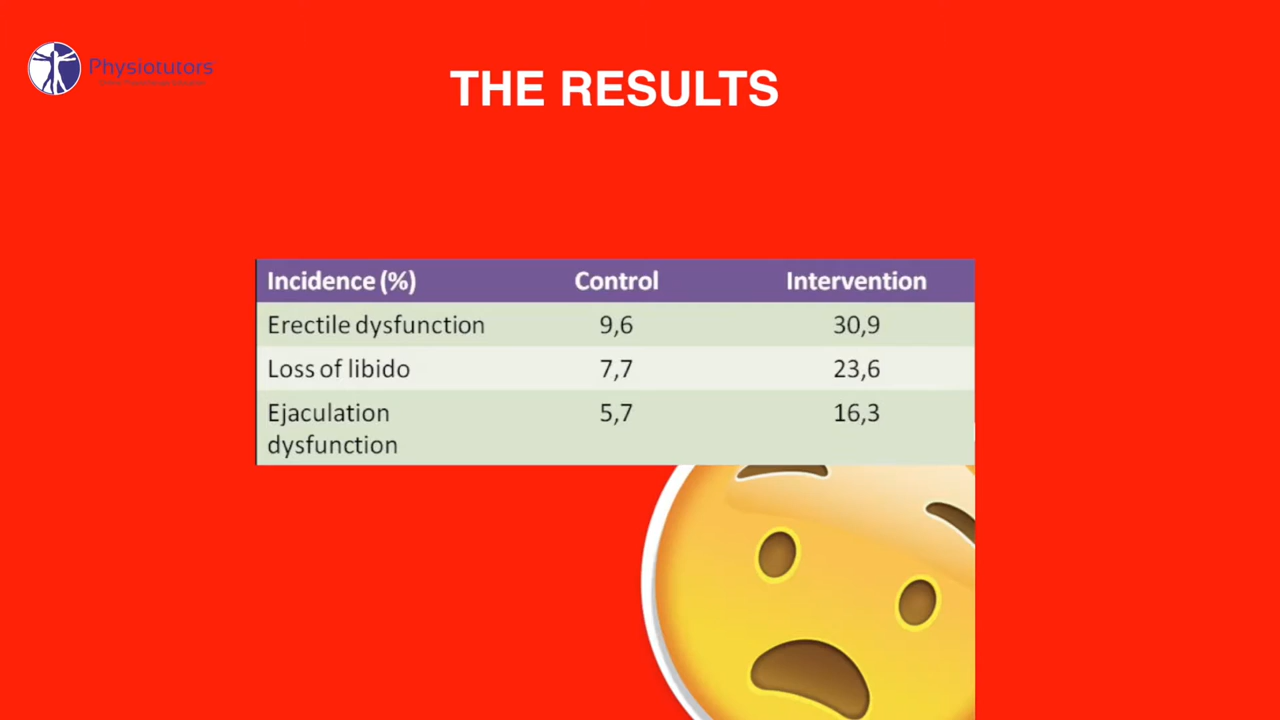 Physiotutors
THE RESULTS
Incidence (%) Control Intervention
Erectile dysfunction 9,6 30,9
Loss of libido 7,7 23,6
Ejaculation 5,7 16,3
dysfunction